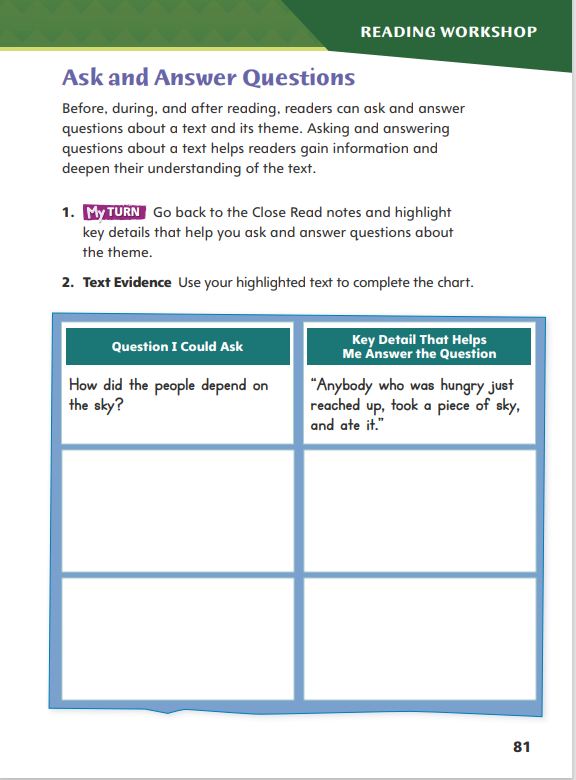 READING WORKSHOP
Ask and Answer Questions
Before, during, and after reading, readers can ask and answer
questions about a text and its theme. Asking and answering
questions about a text helps readers gain information and
deepen their understanding of the text.
1. My TURN Go back to the Close Read notes and highlight
key details that help you ask and answer questions about
the theme.
2. Text Evidence Use your highlighted text to complete the chart.
Question I Could Ask
Key Detail That Helps
Me Answer the Question
How did the people depend on
the sky?
“Anybody who was hungry just
reached up, took a piece of sky,
and ate it.”
81